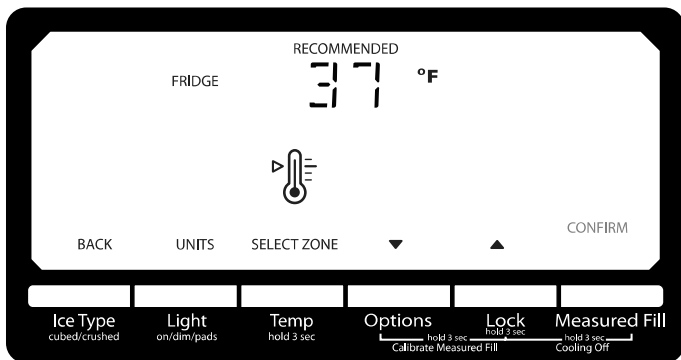 RECOMMENDED
FRIDGE 37 °F
CONFIRM
BACK UNITS SELECT ZONE
Ice Type Light Temp Options Lock Measured Fill
cubed/crushed on/dim/pads hold 3 sec hold 3 sec
hold 3 sec hold 3 sec
Calibrate Measured Fill Cooling Off